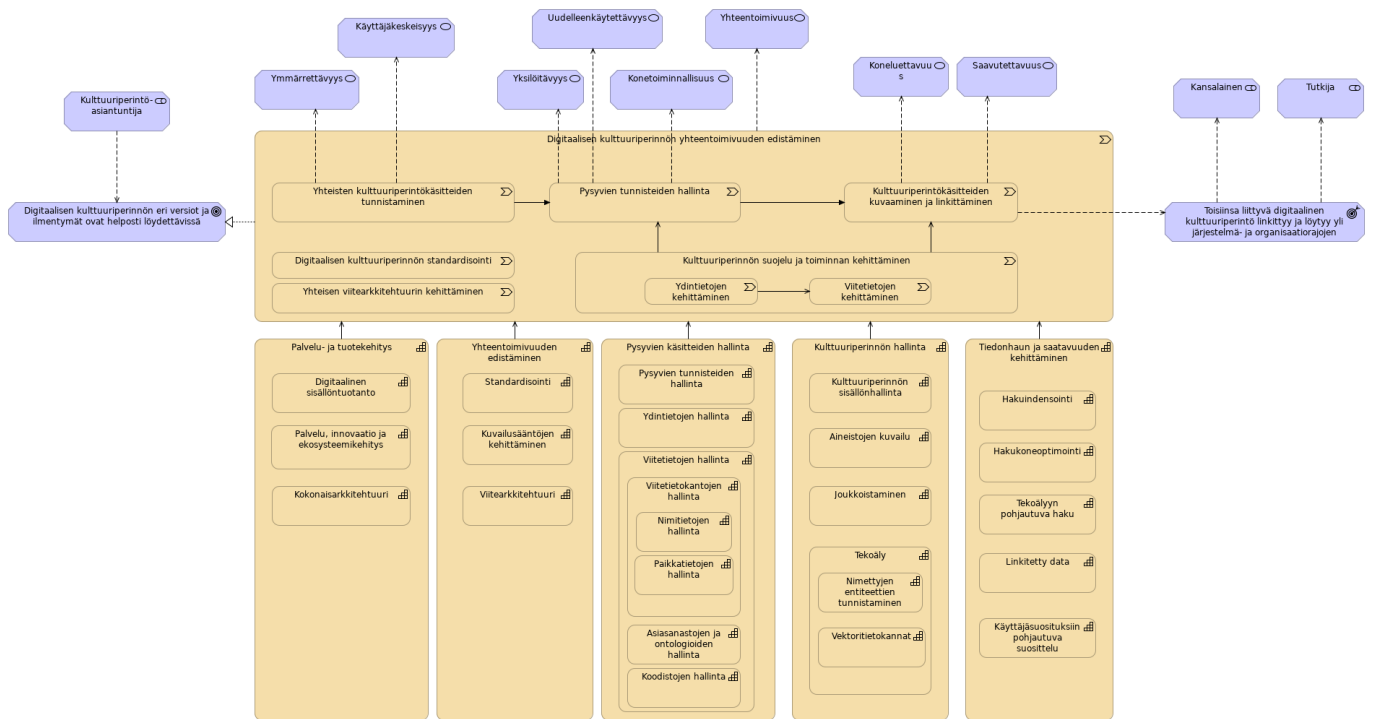 Uudelleenkäytettävyys
Yhteentoimivuus
Käyttäjäkeskeisyys
Ymmärrettävyys
Yksilöitävyys
Konetoiminnallisuus
Koneluettavuu
s
Saavutettavuus
Kulttuuriperintö-
asiantuntija
Kansalainen
Tutkija
Digitaalisen kulttuuriperinnön yhteentoimivuuden edistäminen
Yhteisten kulttuuriperintökäsitteiden
tunnistaminen
Pysyvien tunnisteiden hallinta
Kulttuuriperintökäsitteiden
kuvaaminen ja linkittäminen
Digitaalisen kulttuuriperinnön eri versiot ja
ilmentymät ovat helposti löydettävissä
Toisiinsa liittyvä digitaalinen
kulttuuriperintö linkittyy ja löytyy yli
järjestelmä- ja organisaatiorajojen
Digitaalisen kulttuuriperinnön standardisointi
Yhteisen viitearkkitehtuurin kehittäminen
Kulttuuriperinnön suojelu ja toiminnan kehittäminen
Ydintietojen
kehittäminen
Viitetietojen
kehittäminen
Palvelu- ja tuotekehitys
Digitaalinen
sisällöntuotanto
Palvelu, innovaatio ja
ekosysteemikehitys
Kokonaisarkkitehtuuri
Yhteentoimivuuden
edistäminen
Standardisointi
Kuvailusääntöjen
kehittäminen
Viitearkkitehtuuri
Pysyvien käsitteiden hallinta
Pysyvien tunnisteiden
hallinta
Ydintietojen hallinta
Viitetietojen hallinta
Viitetietokantojen
hallinta
Nimitietojen
hallinta
Paikkatietojen
hallinta
Asiasanastojen ja
ontologioiden
hallinta
Koodistojen hallinta
Kulttuuriperinnön hallinta
Kulttuuriperinnön
sisällönhallinta
Aineistojen kuvailu
Joukkoistaminen
Tekoäly
Nimettyjen
entiteettien
tunnistaminen
Vektoritietokannat
Tiedonhaun ja saatavuuden
kehittäminen
Hakuindensointi
Hakukoneoptimointi
Tekoälyyn
pohjautuva haku
Linkitetty data
Käyttäjäsuosituksiin
pohjautuva
suosittelu